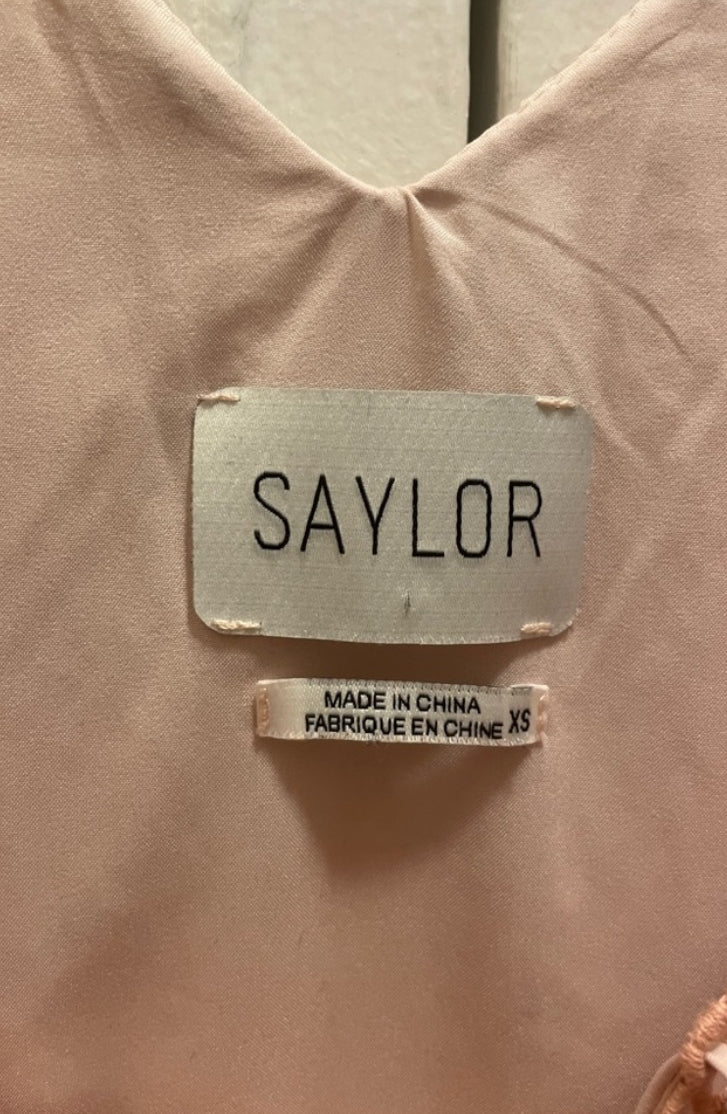 SAYLOR
MADE IN CHINA
FABRIQUE EN CHINE XS